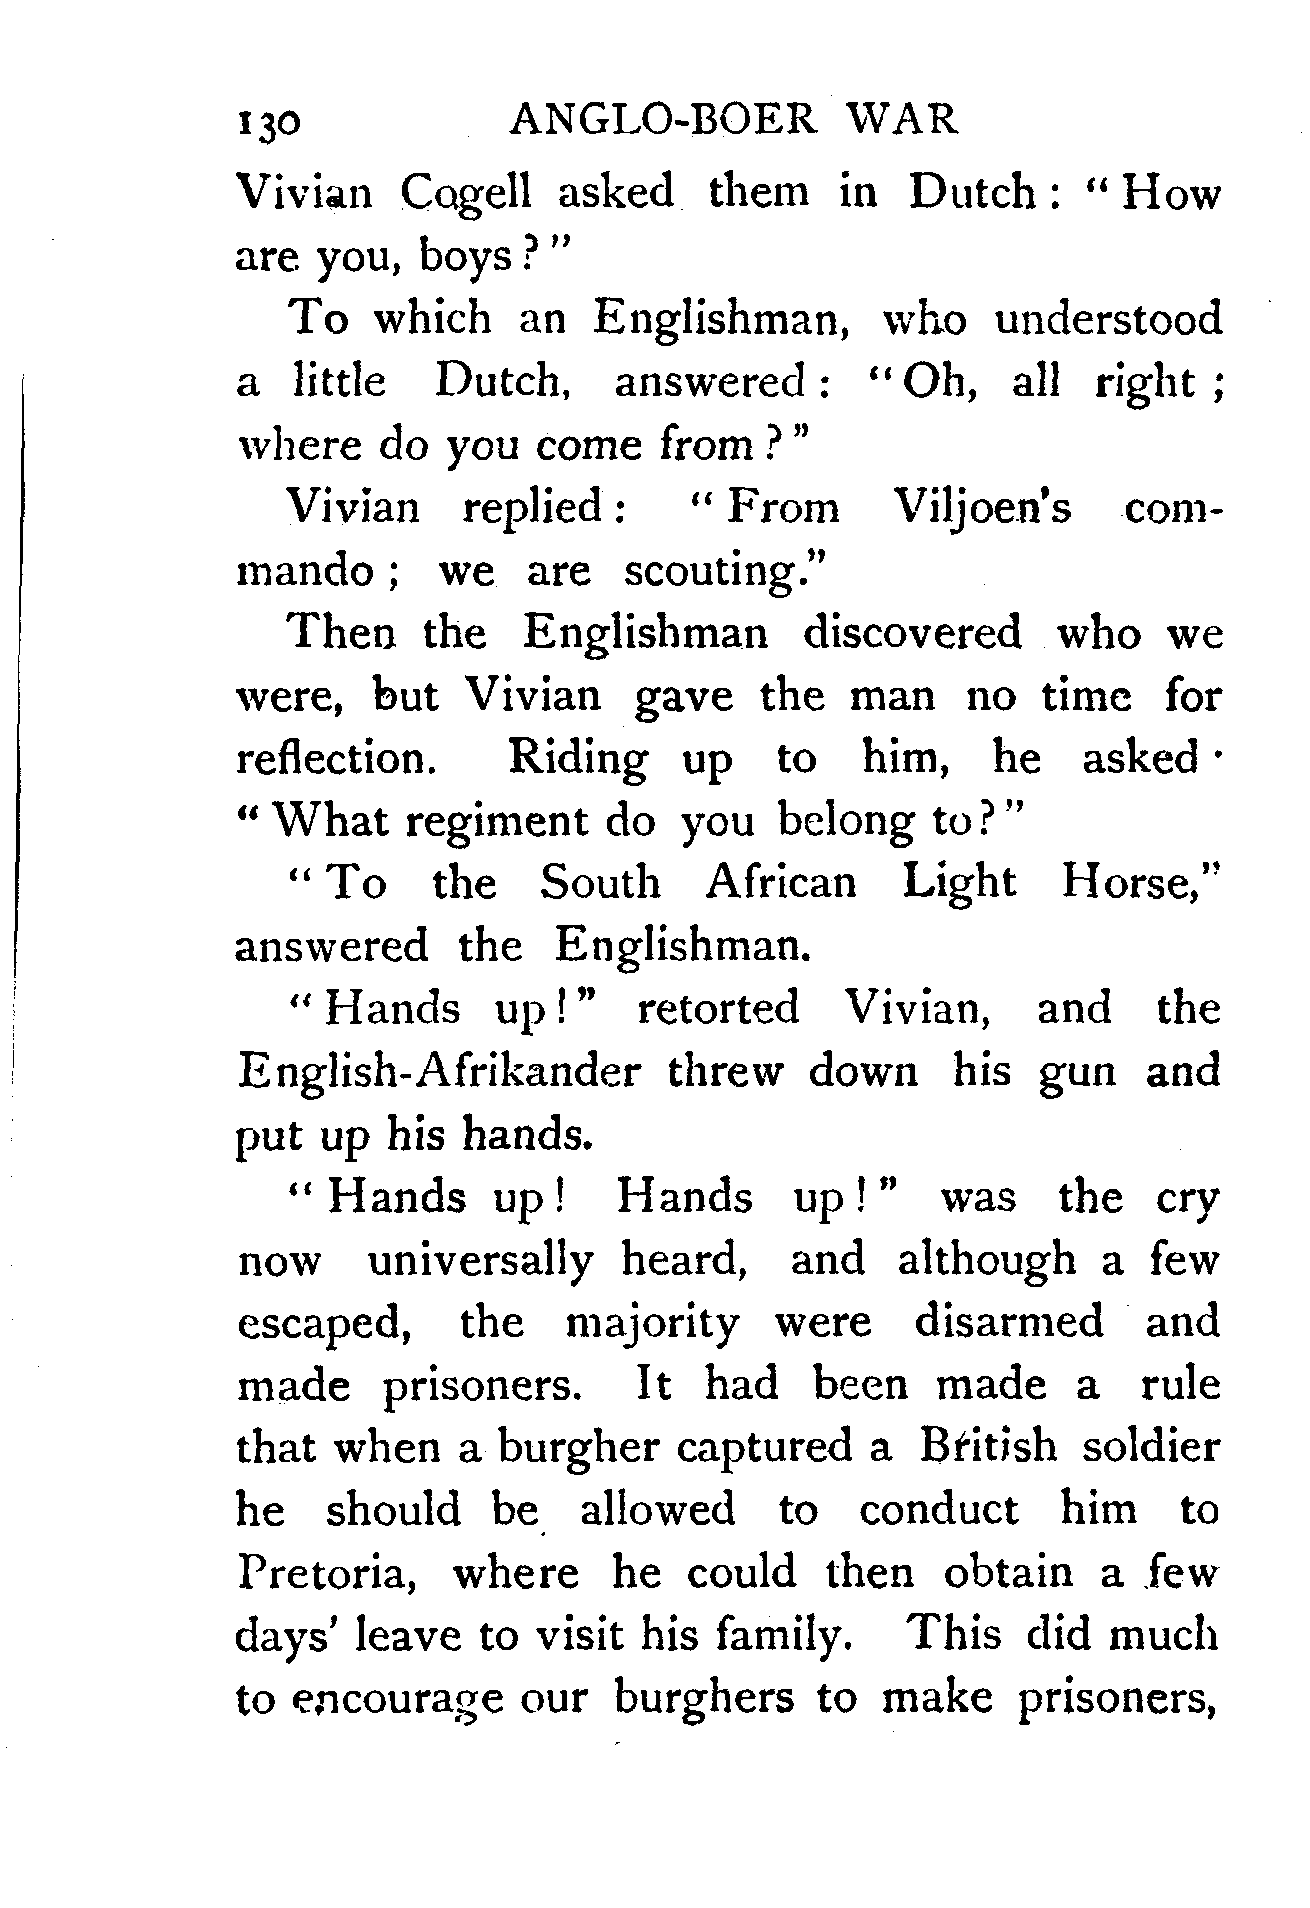 130 ANGLO-BOER WAR
Vivian Cogell asked them in Dutch : “ How
are you, boys ? ”
To which an Englishman, who understood
a little Dutch, answered : “ Oh, all right ;
where do you come from ? ”
Vivian replied : “ From Viljoen's com-
mando ; we are scouting.”
Then the Englishman discovered who we
were, but Vivian gave the man no time for
reflection. Riding up to him, he asked ·
“ What regiment do you belong to? ”
“ To the South African Light Horse,”
answered the Englishman.
“ Hands up ! ” retorted Vivian, and the
English-Afrikander threw down his gun and
put up his hands.
“ Hands up ! Hands up ! ” was the cry
now universally heard, and although a few
escaped, the majority were disarmed and
made prisoners. It had been made a rule
that when a burgher captured a British soldier
he should be allowed to conduct him to
Pretoria, where he could then obtain a few
days' leave to visit his family. This did much
to encourage our burghers to make prisoners,